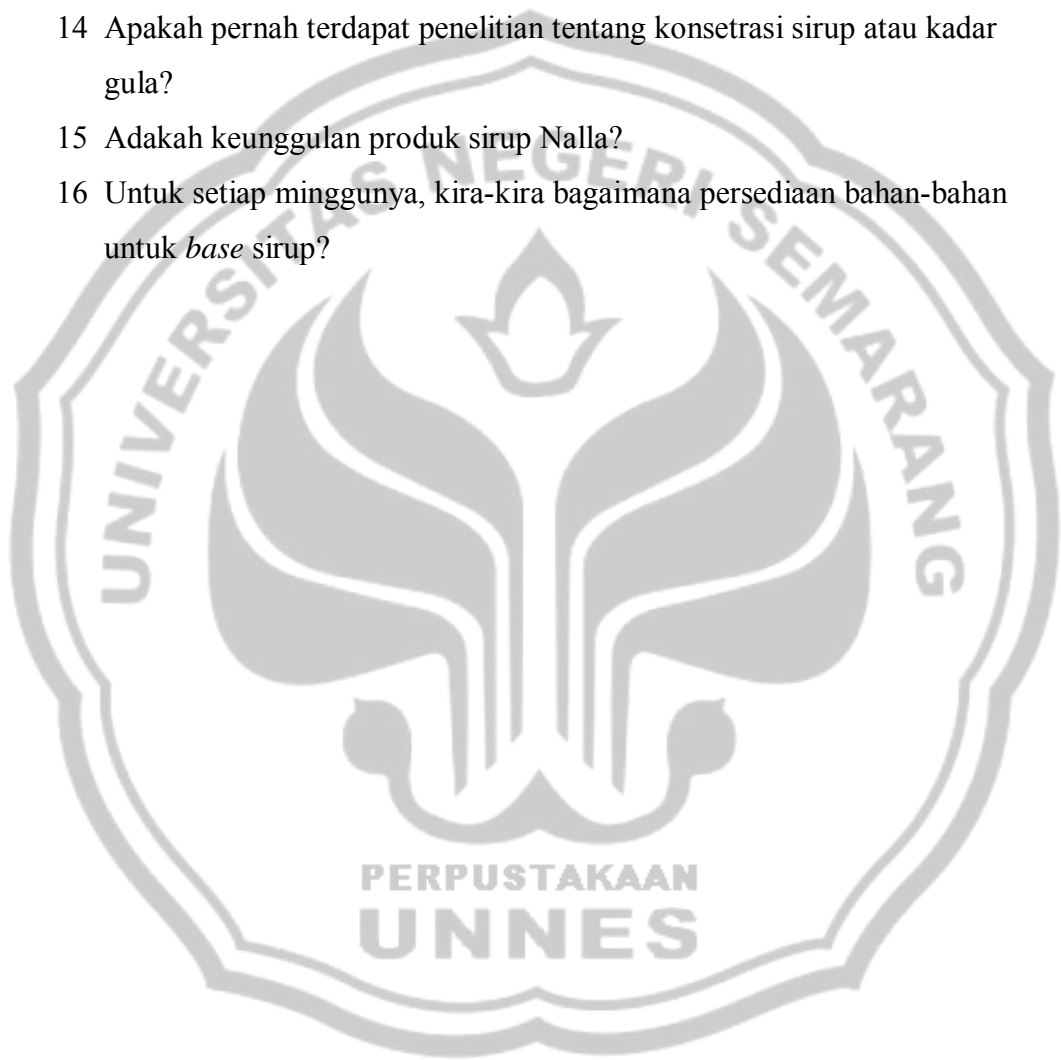 14 Apakah pernah terdapat penelitian tentang konsetrasi sirup atau kadar
gula?
15 Adakah keunggulan produk sirup Nalla?
16 Untuk setiap minggunya, kira-kira bagaimana persediaan bahan-bahan
untuk base sirup?
UNIVERSITAS NEGERI SEMARANG
PERPUSTAKAAN
UNNES